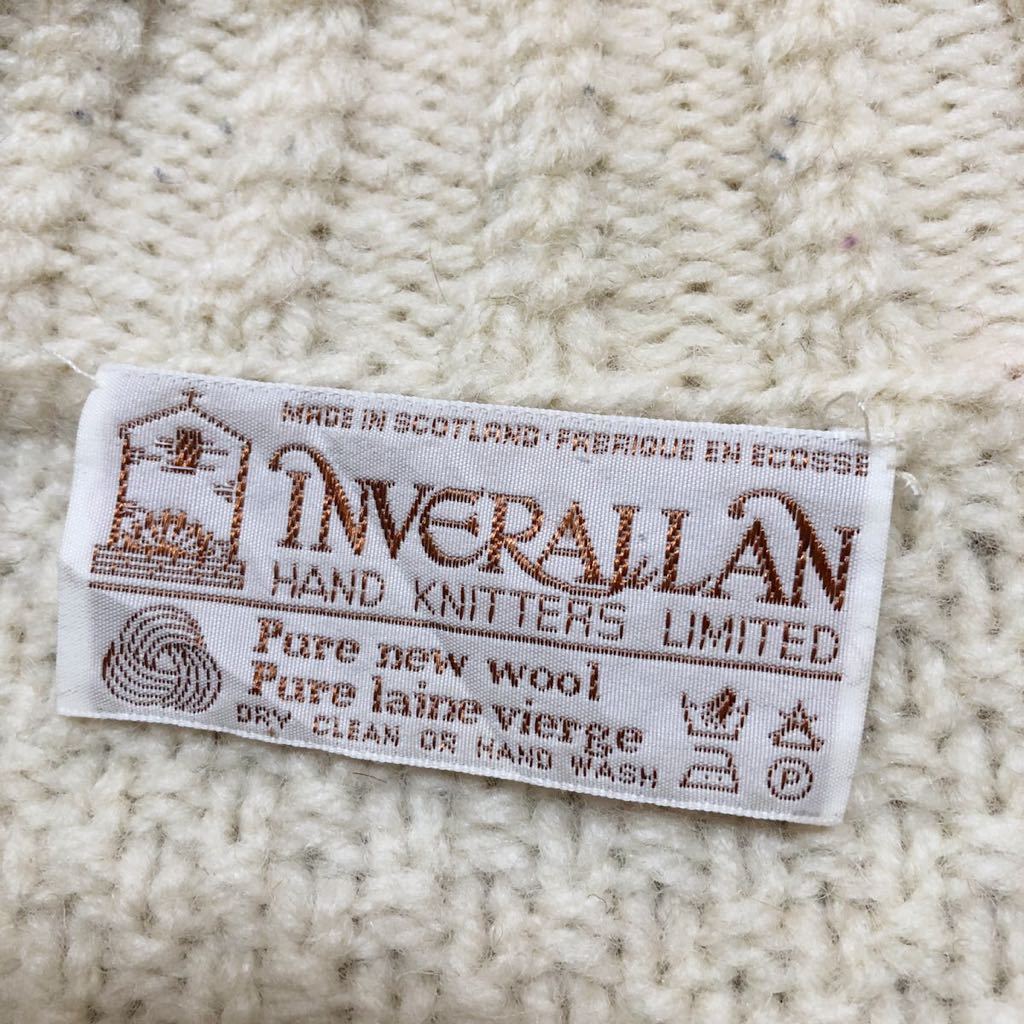 MADE IN SCOTLAND · FABRIQUE EN ECOSSE
INVERALLAN
HAND KNITTERS LIMITED
Pure new wool
Pure laine vierge
DRY CLEAN OR HAND WASH
P